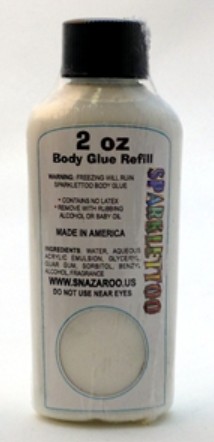 2 oz
Body Glue Refill
WARNING: FREEZING WILL RUIN
SPARKLETTOO BODY GLUE
• CONTAINS NO LATEX
• REMOVE WITH RUBBING
ALCOHOL OR BABY OIL
MADE IN AMERICA
INGREDIENTS: WATER, AQUEOUS
ACRYLIC EMULSION, GLYCERYL,
GUAR GUM, SORBITOL, BENZYL
ALCOHOL, FRAGRANCE
WWW.SNAZAROO.US
DO NOT USE NEAR EYES
SPARKLETTOO